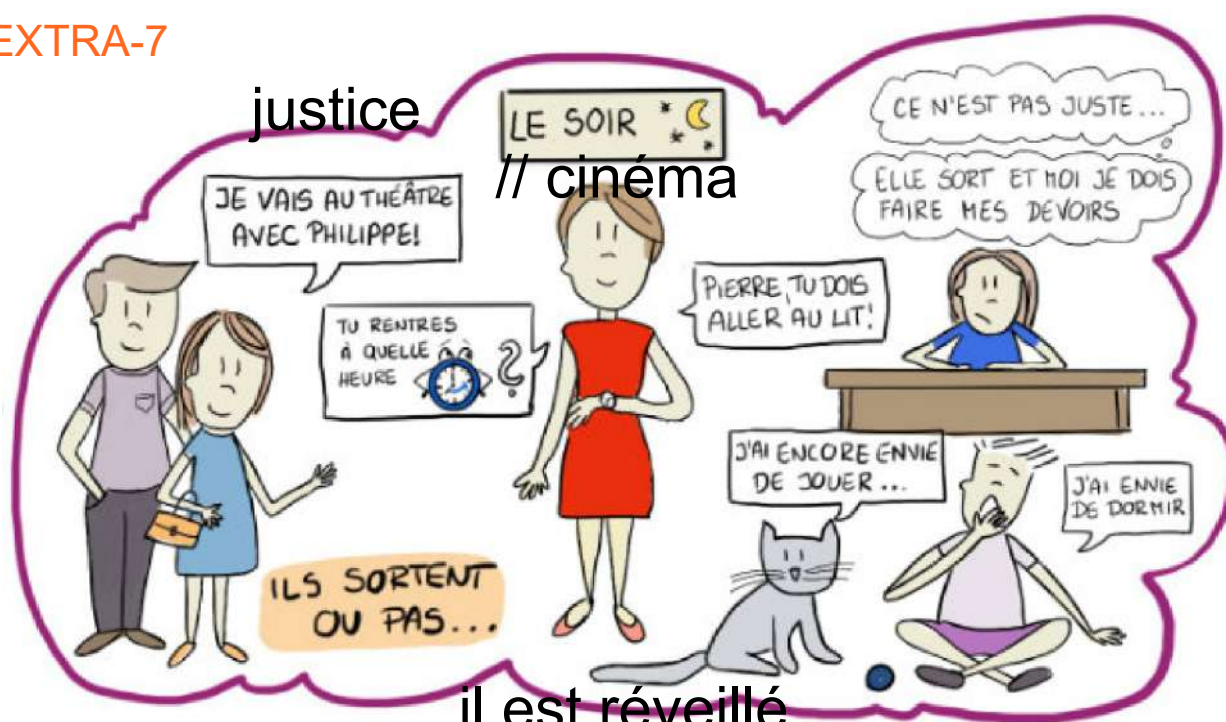 EXTRA-7
justice
LE SOIR
// cinéma
JE VAIS AU THÉÂTRE
AVEC PHILIPPE!
CE N'EST PAS JUSTE...
ELLE SORT ET MOI JE DOIS
FAIRE MES DEVOIRS
TU RENTRES
À QUELLE
HEURE ?
PIERRE, TU DOIS
ALLER AU LIT!
J'AI ENCORE ENVIE
DE JOUER...
J'AI ENVIE
DE DORMIR
ILS SORTENT
OU PAS...
il est réveillé